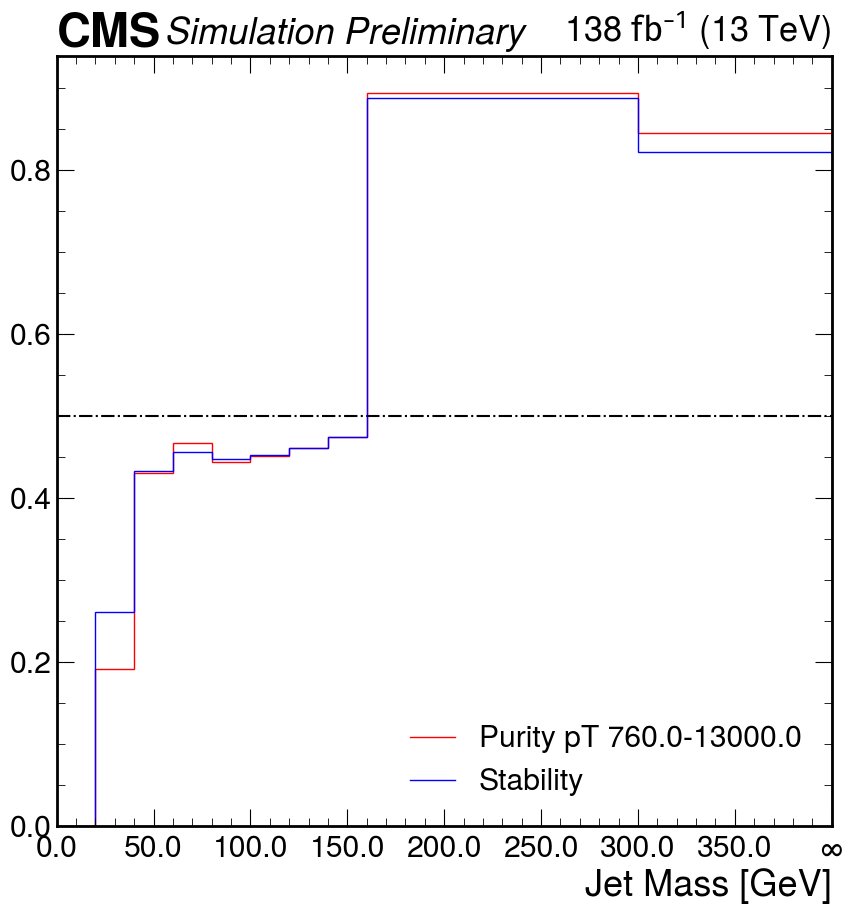 CMS Simulation Preliminary 138 fb⁻¹ (13 TeV)
0.8
0.6
0.4
0.2
0.0
Purity pT 760.0-13000.0
Stability
0.0 50.0 100.0 150.0 200.0 250.0 300.0 350.0 ∞
Jet Mass [GeV]